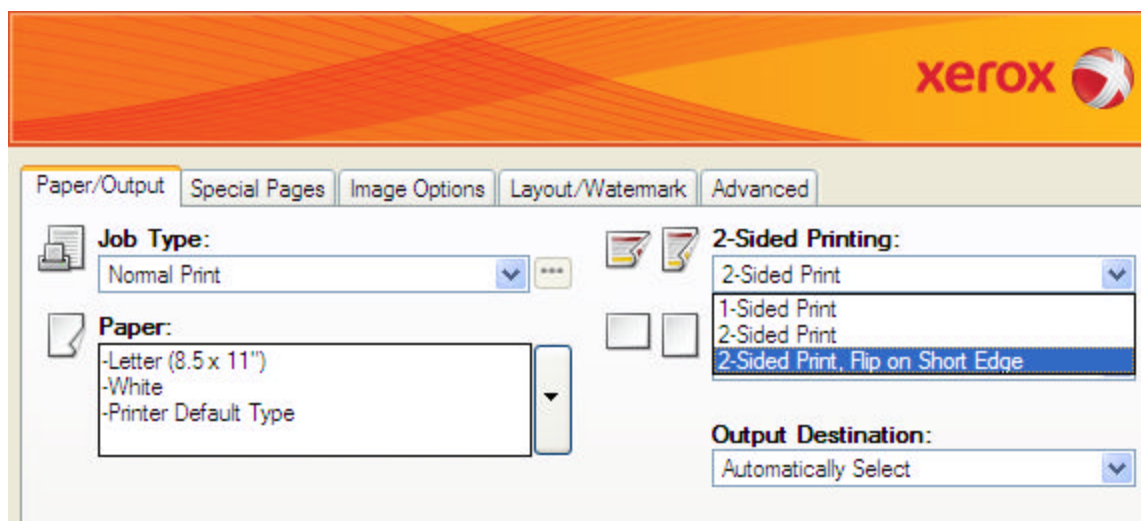 xerox
Paper/Output Special Pages Image Options Layout/Watermark Advanced
Job Type:
Normal Print
Paper:
-Letter (8.5 x 11")
-White
-Printer Default Type
2-Sided Printing:
2-Sided Print
1-Sided Print
2-Sided Print
2-Sided Print, Flip on Short Edge
Output Destination:
Automatically Select